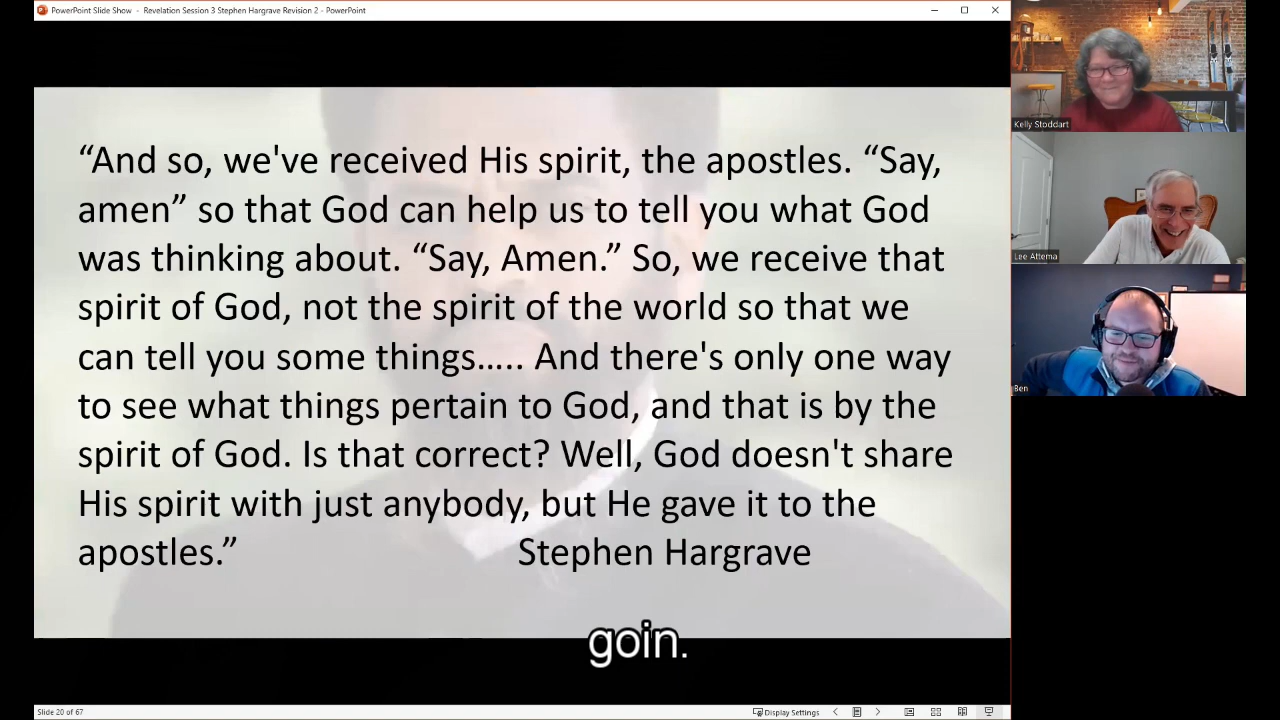 PowerPoint Slide Show - Revelation Session 3 Stephen Hargrave Revision 2 - PowerPoint
“And so, we've received His spirit, the apostles. “Say,
amen” so that God can help us to tell you what God
was thinking about. “Say, Amen.” So, we receive that
spirit of God, not the spirit of the world so that we
can tell you some things….. And there's only one way
to see what things pertain to God, and that is by the
spirit of God. Is that correct? Well, God doesn't share
His spirit with just anybody, but He gave it to the
apostles.” Stephen Hargrave
goin.
Kelly Stoddart
Lee Attema
Ben
Slide 20 of 67
Display Settings